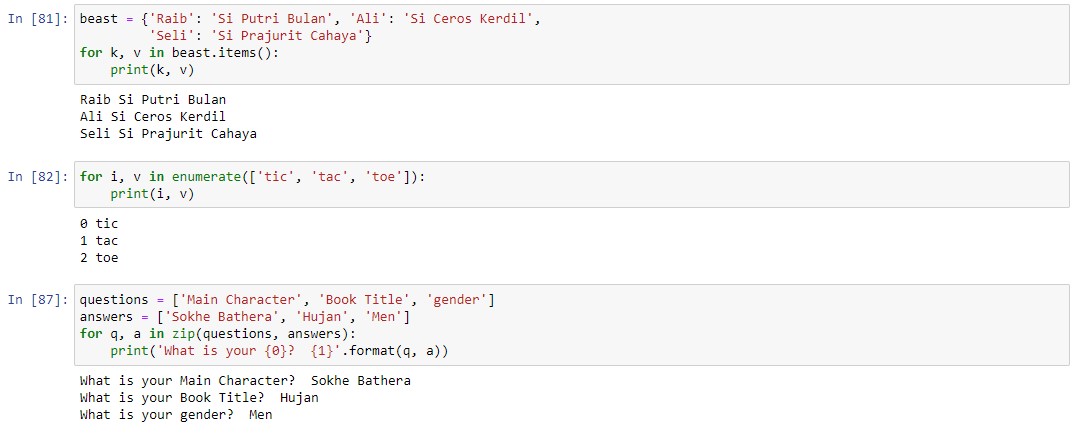 In [81]: beast = {'Raib': 'Si Putri Bulan', 'Ali': 'Si Ceros Kerdil',
         'Seli': 'Si Prajurit Cahaya'}
for k, v in beast.items():
    print(k, v)
Raib Si Putri Bulan
Ali Si Ceros Kerdil
Seli Si Prajurit Cahaya
In [82]: for i, v in enumerate(['tic', 'tac', 'toe']):
    print(i, v)
0 tic
1 tac
2 toe
In [87]: questions = ['Main Character', 'Book Title', 'gender']
answers = ['Sokhe Bathera', 'Hujan', 'Men']
for q, a in zip(questions, answers):
    print('What is your {0}?  {1}'.format(q, a))
What is your Main Character?  Sokhe Bathera
What is your Book Title?  Hujan
What is your gender?  Men